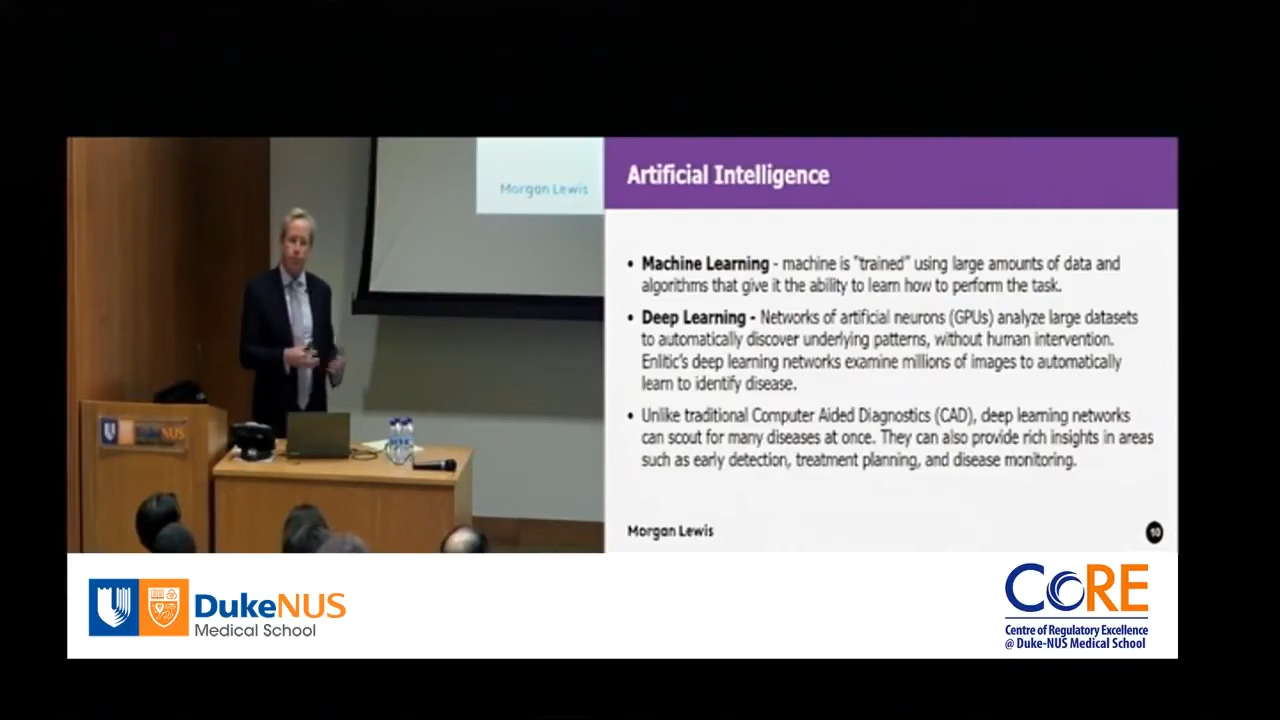 Morgan Lewis
DukeNUS
Artificial Intelligence
• Machine Learning - machine is "trained" using large amounts of data and
algorithms that give it the ability to learn how to perform the task.
• Deep Learning - Networks of artificial neurons (GPUs) analyze large datasets
to automatically discover underlying patterns, without human intervention.
Enlitic's deep learning networks examine millions of images to automatically
learn to identify disease.
• Unlike traditional Computer Aided Diagnostics (CAD), deep learning networks
can scout for many diseases at once. They can also provide rich insights in areas
such as early detection, treatment planning, and disease monitoring.
Morgan Lewis
10
DukeNUS
Medical School
CoRE
Centre of Regulatory Excellence
@ Duke-NUS Medical School